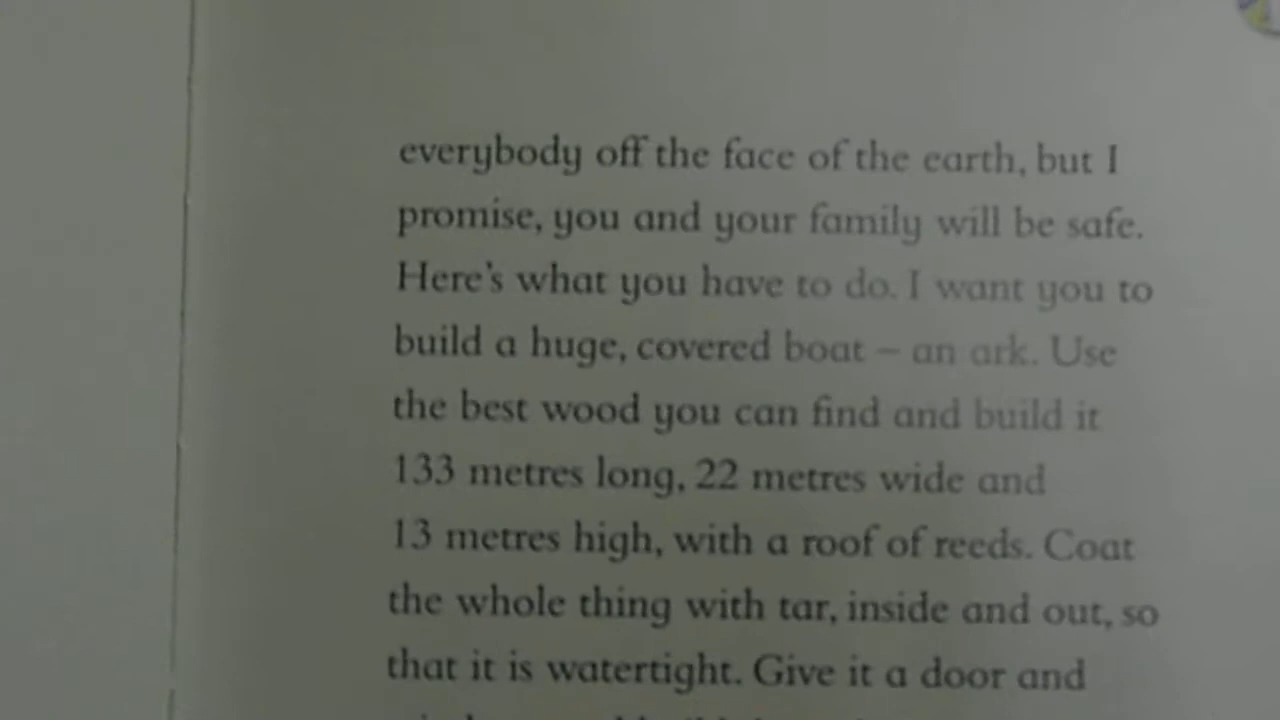 everybody off the face of the earth, but I
promise, you and your family will be safe.
Here's what you have to do. I want you to
build a huge, covered boat – an ark. Use
the best wood you can find and build it
133 metres long, 22 metres wide and
13 metres high, with a roof of reeds. Coat
the whole thing with tar, inside and out, so
that it is watertight. Give it a door and